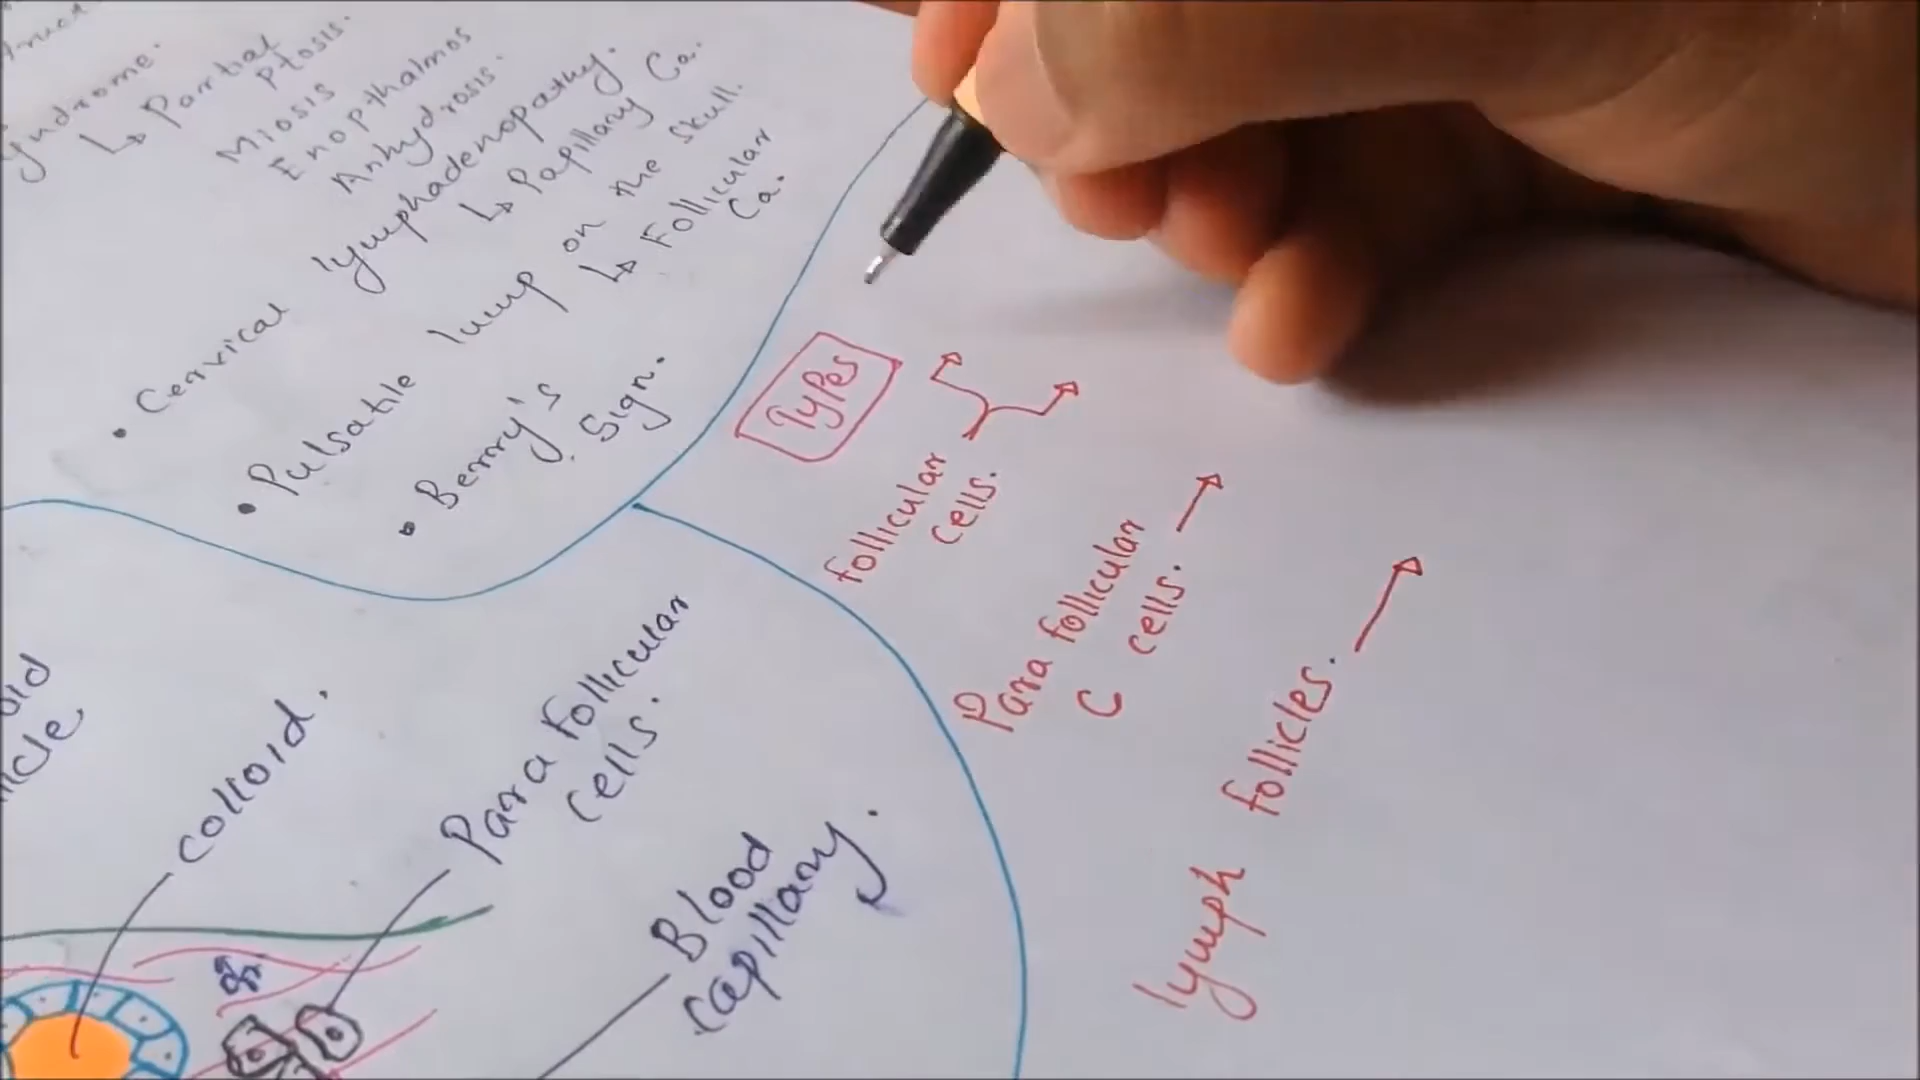 Partial
Ptosis.
Miosis
Enopthalmos
Anhydrosis.
• Cervical lymphadenopathy.
↳ Papillary Ca.
• Pulsatile lump on the skull.
↳ Follicular
Ca.
• Berry's
Sign.
Types
follicular
cells.
Para follicular
C cells.
lymph follicles.
colloid.
Para Follicular
Cells.
Blood
Capillary.